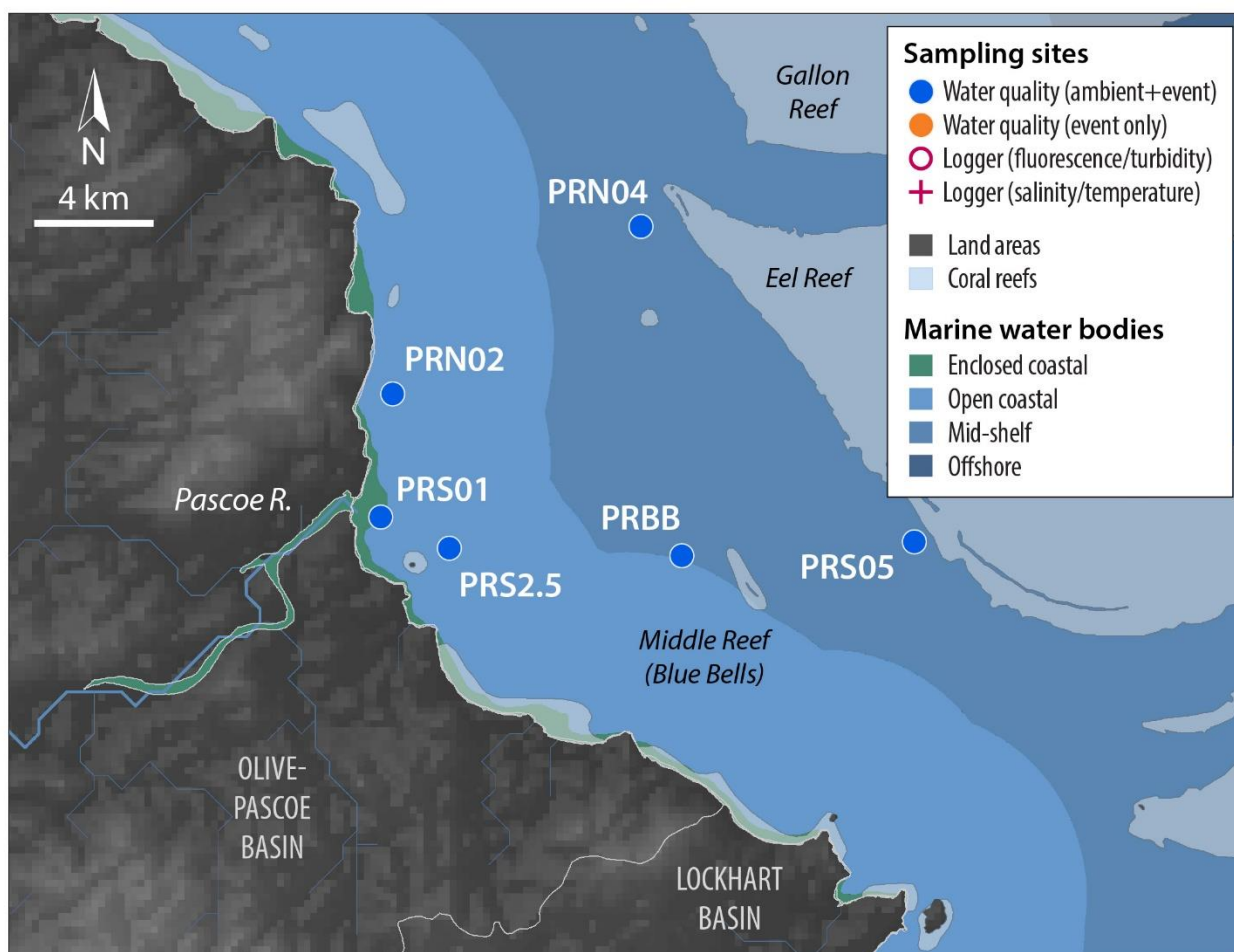 Gallon
Reef
N
4 km
PRN04
Eel Reef
PRN02
Pascoe R.
PRS01
PRS2.5
PRBB
PRS05
Middle Reef
(Blue Bells)
OLIVE-
PASCOE
BASIN
LOCKHART
BASIN
Sampling sites
Water quality (ambient+event)
Water quality (event only)
Logger (fluorescence/turbidity)
Logger (salinity/temperature)
Land areas
Coral reefs
Marine water bodies
Enclosed coastal
Open coastal
Mid-shelf
Offshore